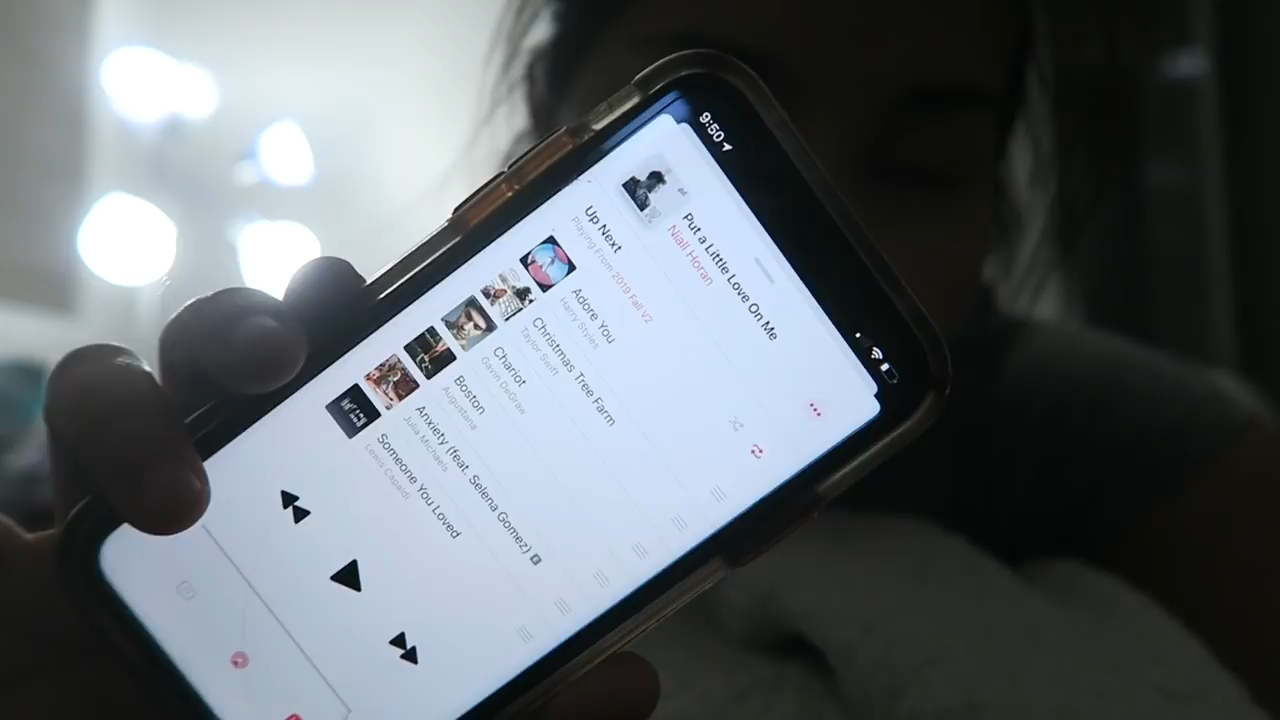 9:50
Put a Little Love On Me
Niall Horan
Up Next
Playing From 2019 Fall V2
Adore You
Harry Styles
Christmas Tree Farm
Taylor Swift
Chariot
Gavin DeGraw
Boston
Augustana
Anxiety (feat. Selena Gomez) E
Julia Michaels
Someone You Loved
Lewis Capaldi